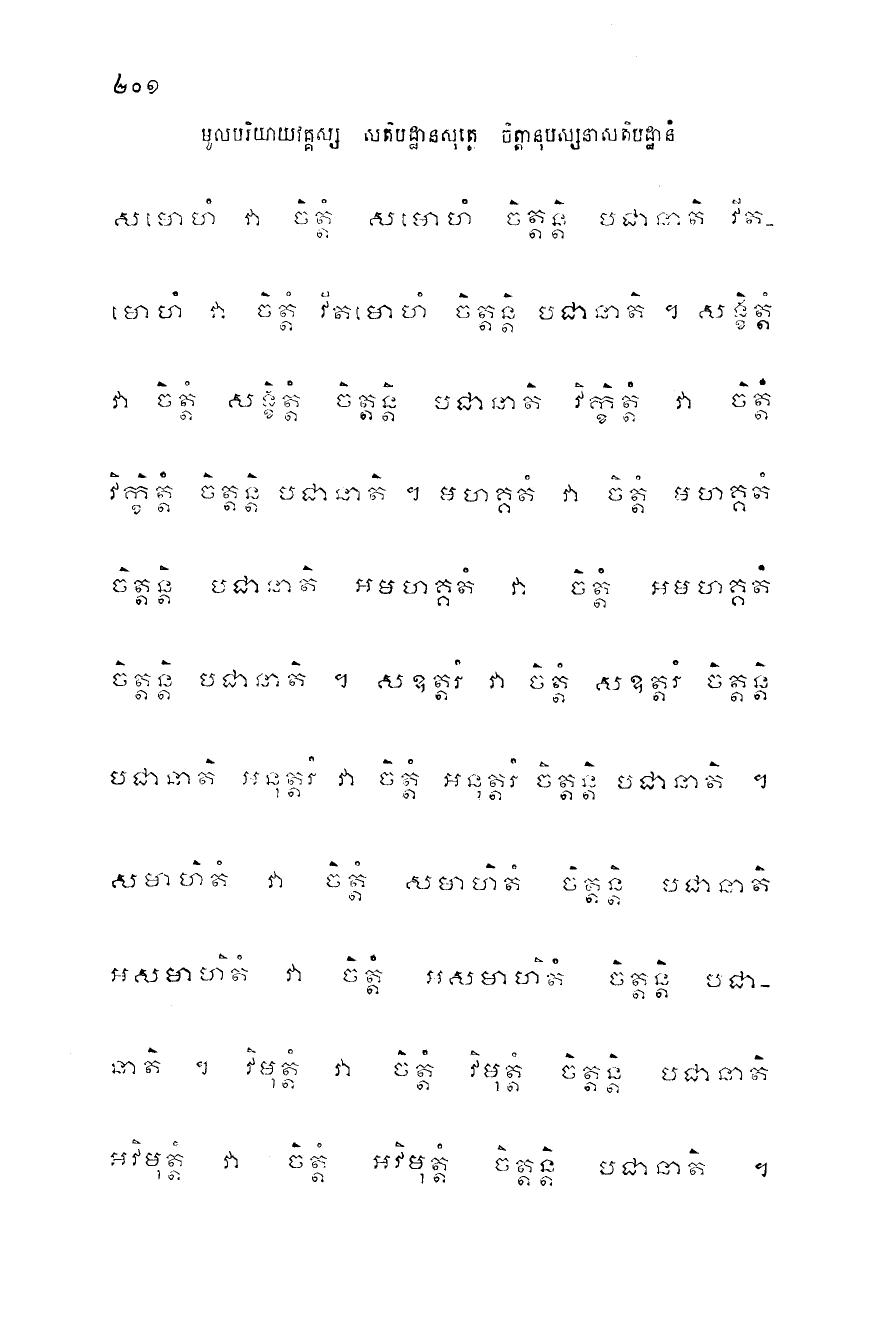 ២០១
មូលបរិយាយវគ្គស្ស សតិបដ្ឋានសុត្តេ ចិត្តានុបស្សនាសតិបដ្ឋានំ
សមោហំ វា ចិត្តំ សមោហំ ចិត្តន្តិ បជានាតិ វីត-
មោហំ វា ចិត្តំ វីតមោហំ ចិត្តន្តិ បជានាតិ ។ សង្ខិត្តំ
វា ចិត្តំ សង្ខិត្តំ ចិត្តន្តិ បជានាតិ វិក្ខិត្តំ វា ចិត្តំ
វិក្ខិត្តំ ចិត្តន្តិ បជានាតិ ។ មហគ្គតំ វា ចិត្តំ មហគ្គតំ
ចិត្តន្តិ បជានាតិ អមហគ្គតំ វា ចិត្តំ អមហគ្គតំ
ចិត្តន្តិ បជានាតិ ។ សឧត្តរំ វា ចិត្តំ សឧត្តរំ ចិត្តន្តិ
បជានាតិ អនុត្តរំ វា ចិត្តំ អនុត្តរំ ចិត្តន្តិ បជានាតិ ។
សមាហិតំ វា ចិត្តំ សមាហិតំ ចិត្តន្តិ បជានាតិ
អសមាហិតំ វា ចិត្តំ អសមាហិតំ ចិត្តន្តិ បជា-
នាតិ ។ វិមុត្តំ វា ចិត្តំ វិមុត្តំ ចិត្តន្តិ បជានាតិ
អវិមុត្តំ វា ចិត្តំ អវិមុត្តំ ចិត្តន្តិ បជានាតិ ។